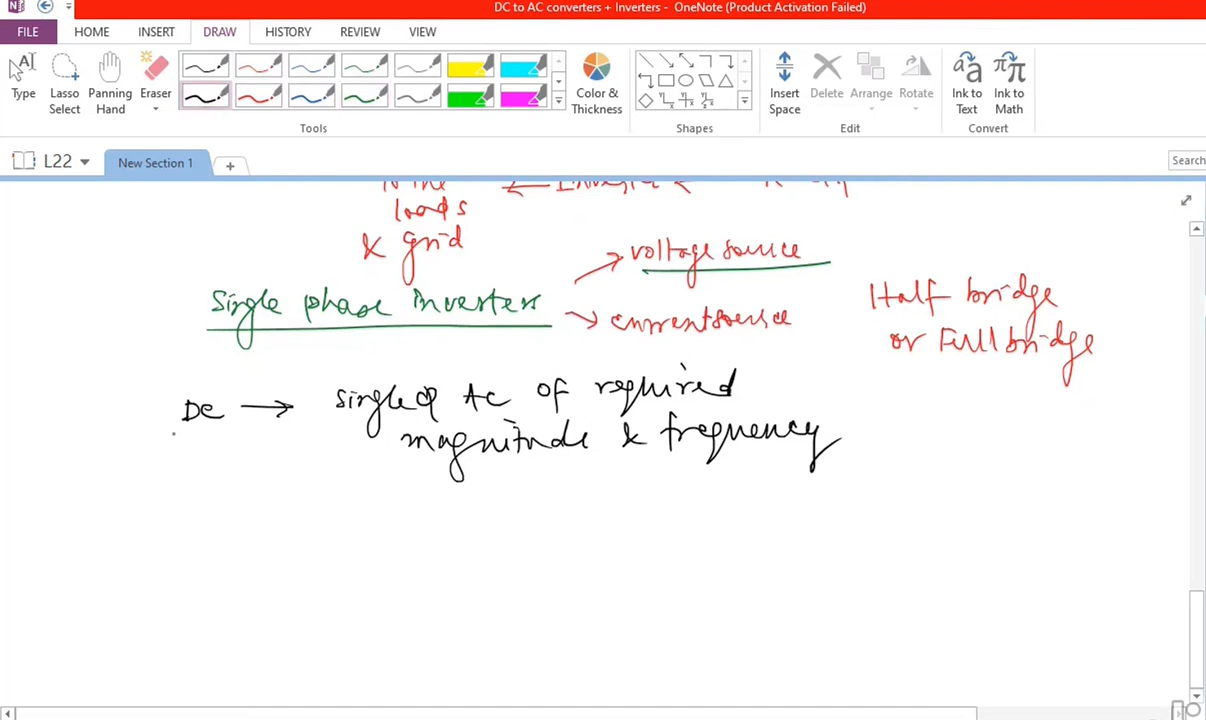 DC to AC converters + Inverters - OneNote (Product Activation Failed)
FILE HOME INSERT DRAW HISTORY REVIEW VIEW
Type
Lasso Select
Panning Hand
Eraser
Color & Thickness
Insert Space
Delete
Arrange
Rotate
Ink to Text
Ink to Math
Tools
Shapes
Edit
Convert
L22
New Section 1
Search
loads
& grid
Single phase inverters
→ voltage source
→ current source
Half bridge
or Full bridge
DC → single φ AC of required
magnitude & frequency